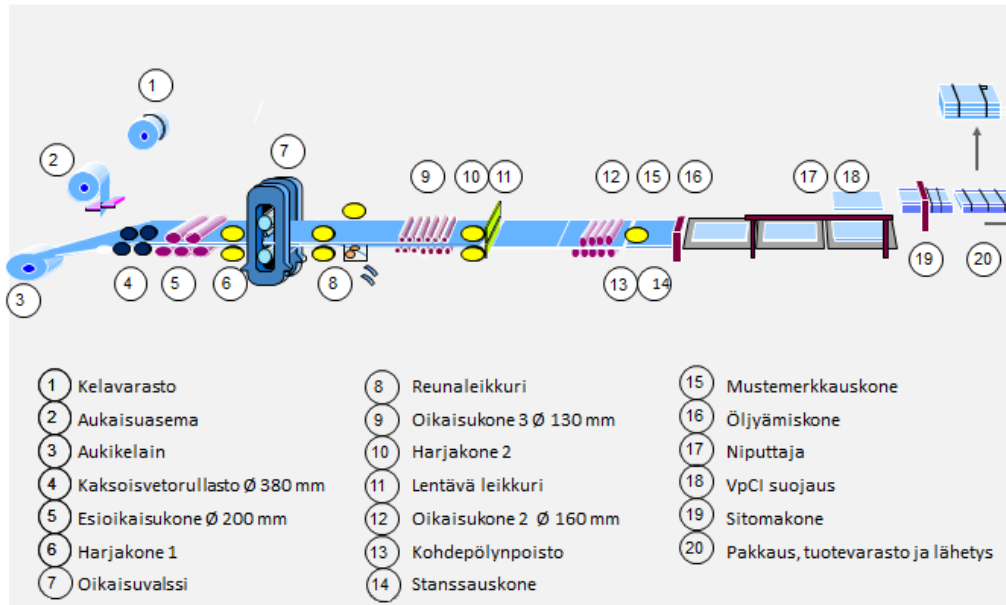 1
2
7
9
10
11
12
15
16
17
18
3
4
5
6
8
13
14
19
20
1 Kelavarasto
2 Aukaisuasema
3 Aukikelain
4 Kaksoisvetorullasto Ø 380 mm
5 Esioikaisukone Ø 200 mm
6 Harjakone 1
7 Oikaisuvalssi
8 Reunaleikkuri
9 Oikaisukone 3 Ø 130 mm
10 Harjakone 2
11 Lentävä leikkuri
12 Oikaisukone 2 Ø 160 mm
13 Kohdepölynpoisto
14 Stanssauskone
15 Mustemerkkauskone
16 Öljyämiskone
17 Niputtaja
18 VpCI suojaus
19 Sitomakone
20 Pakkaus, tuotevarasto ja lähetys